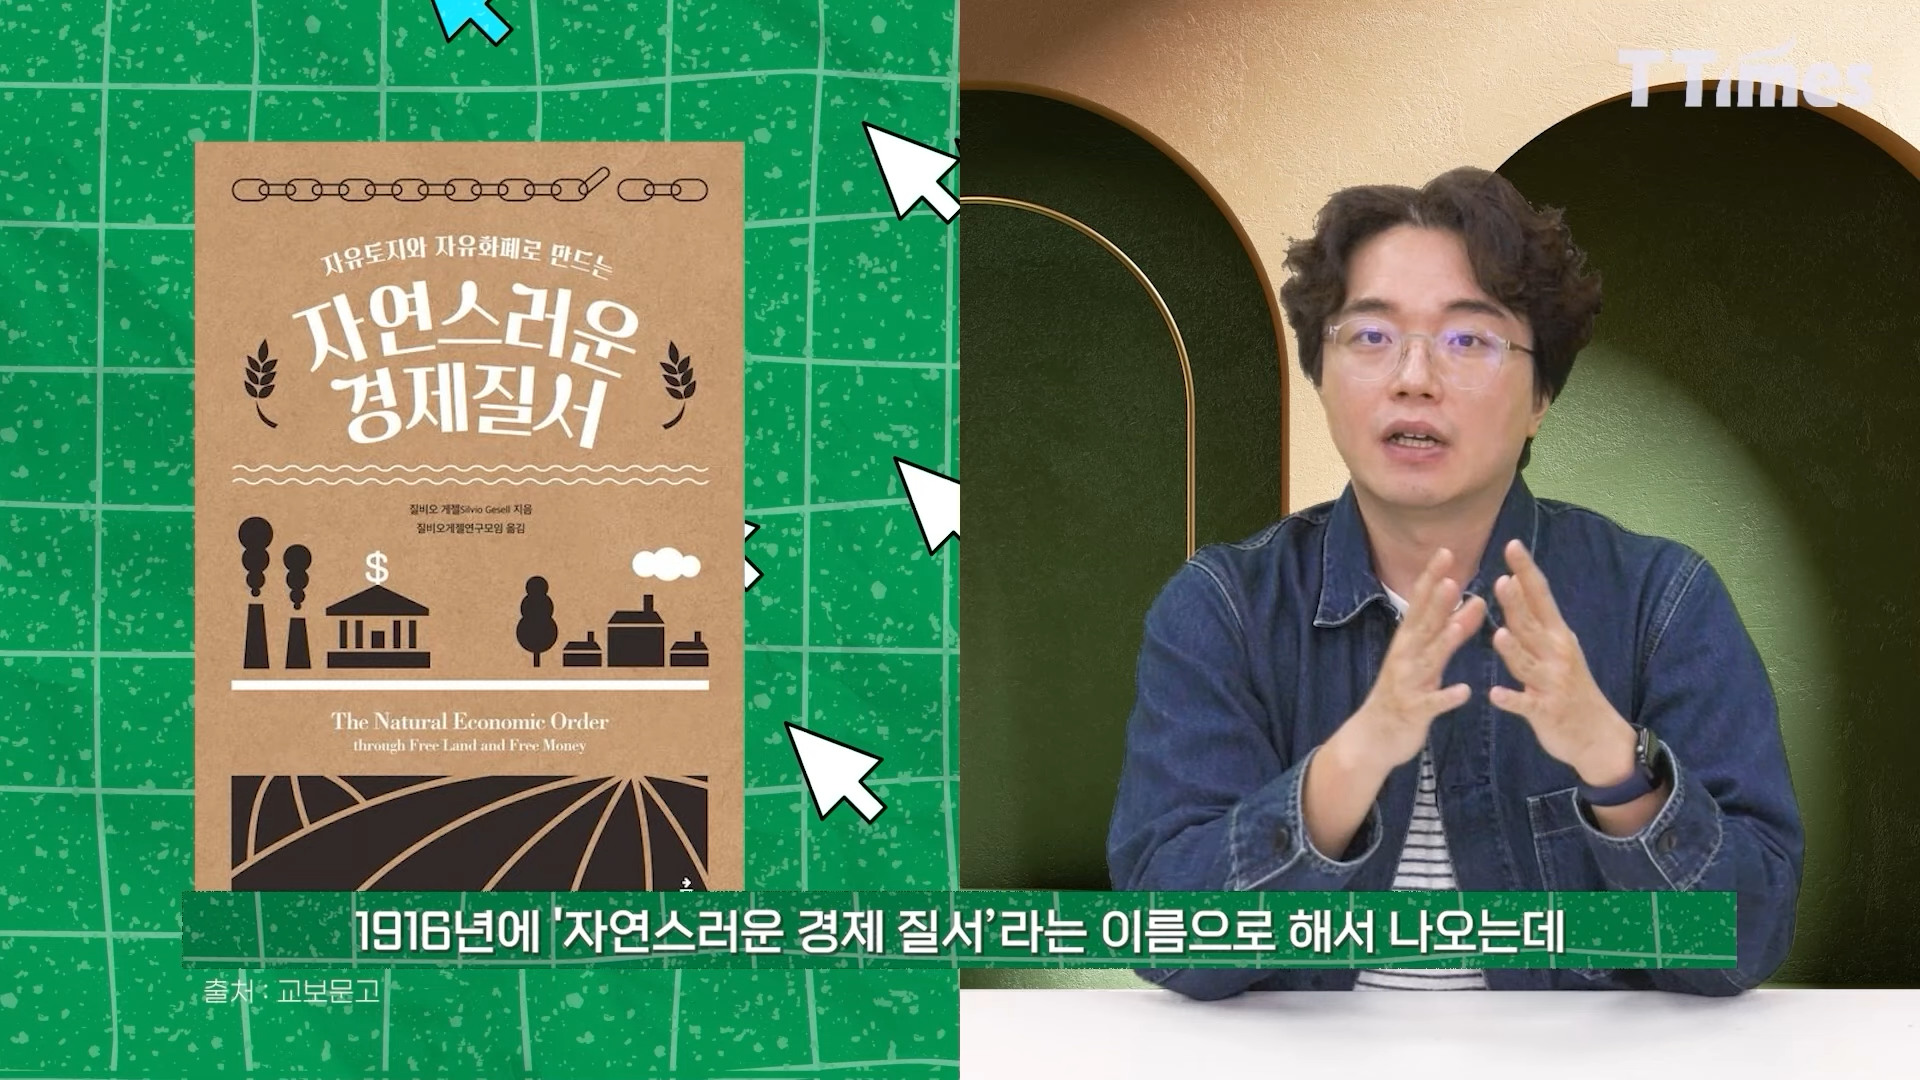 TTimes
자유토지와 자유화폐로 만드는
자연스러운
경제질서
질비오 게젤Silvio Gesell 지음
질비오게젤연구모임 옮김
$
The Natural Economic Order
through Free Land and Free Money
1916년에 '자연스러운 경제 질서’라는 이름으로 해서 나오는데
출처 : 교보문고